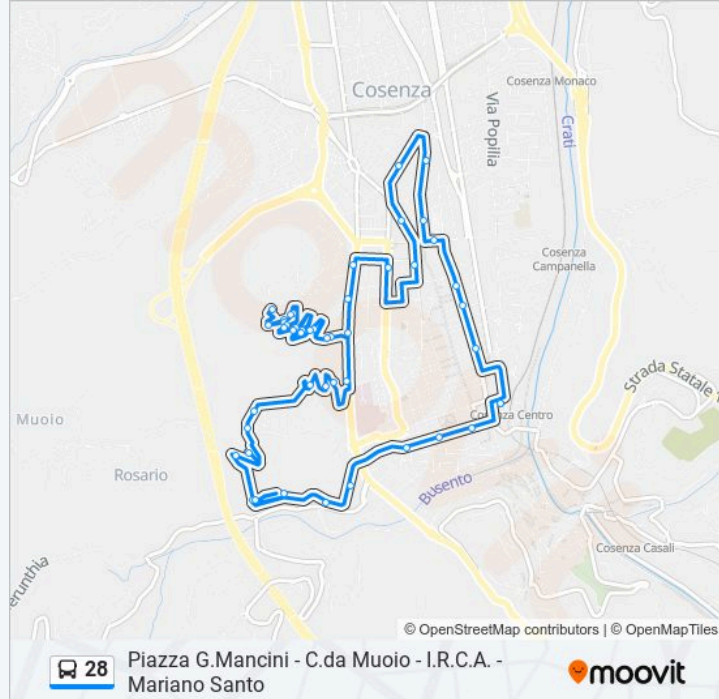 Cosenza
Cosenza Monaco
Via Popilia
Crati
Cosenza
Campanella
Strada Statale
Cosenza Centro
Muoio
Rosario
Busento
Cosenza Casali
erunthia
© OpenStreetMap contributors | © OpenMapTiles
28
Piazza G.Mancini - C.da Muoio - I.R.C.A. -
Mariano Santo
moovit